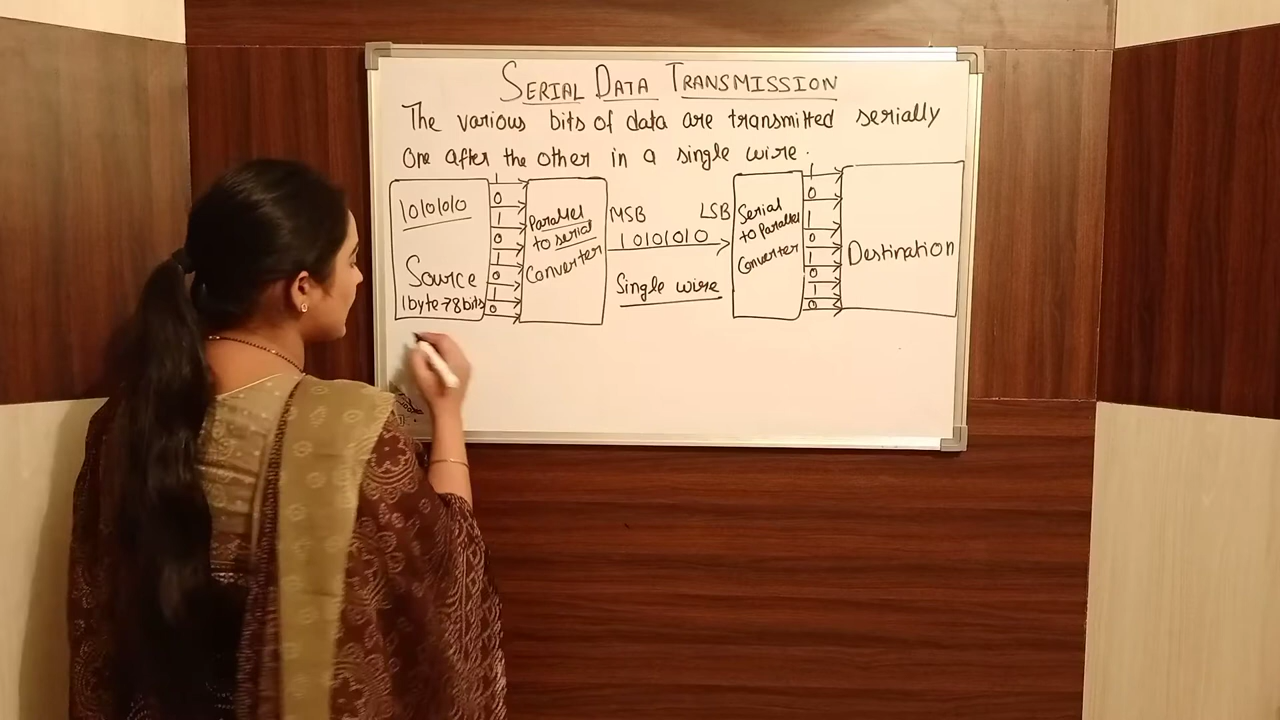 SERIAL DATA TRANSMISSION
The various bits of data are transmitted serially
one after the other in a single wire.
10101010
Source
1byte→8bits
1
0
1
0
1
0
1
0
Parallel
to serial
Converter
MSB LSB
10101010
Single wire
Serial
to Parallel
Converter
1
0
1
0
1
0
1
0
Destination